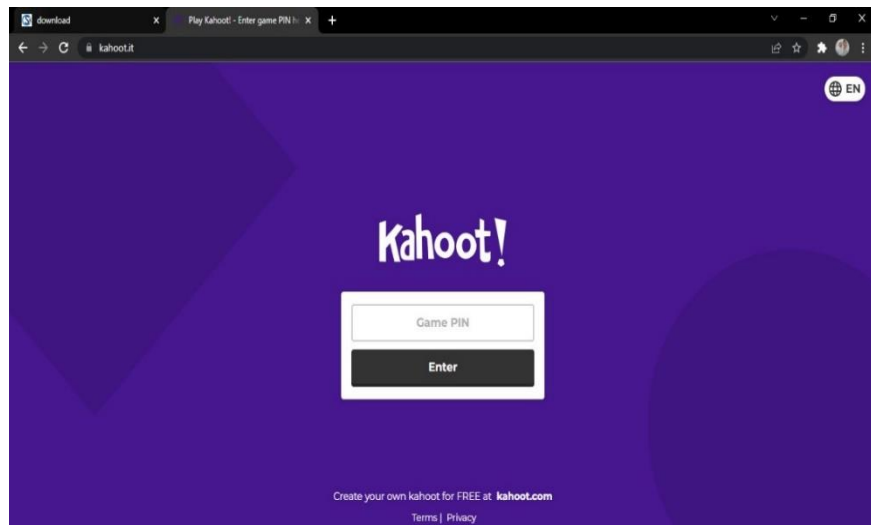 download
Play Kahoot! - Enter game PIN
kahoot.it
EN
Kahoot!
Game PIN
Enter
Create your own kahoot for FREE at kahoot.com
Terms | Privacy